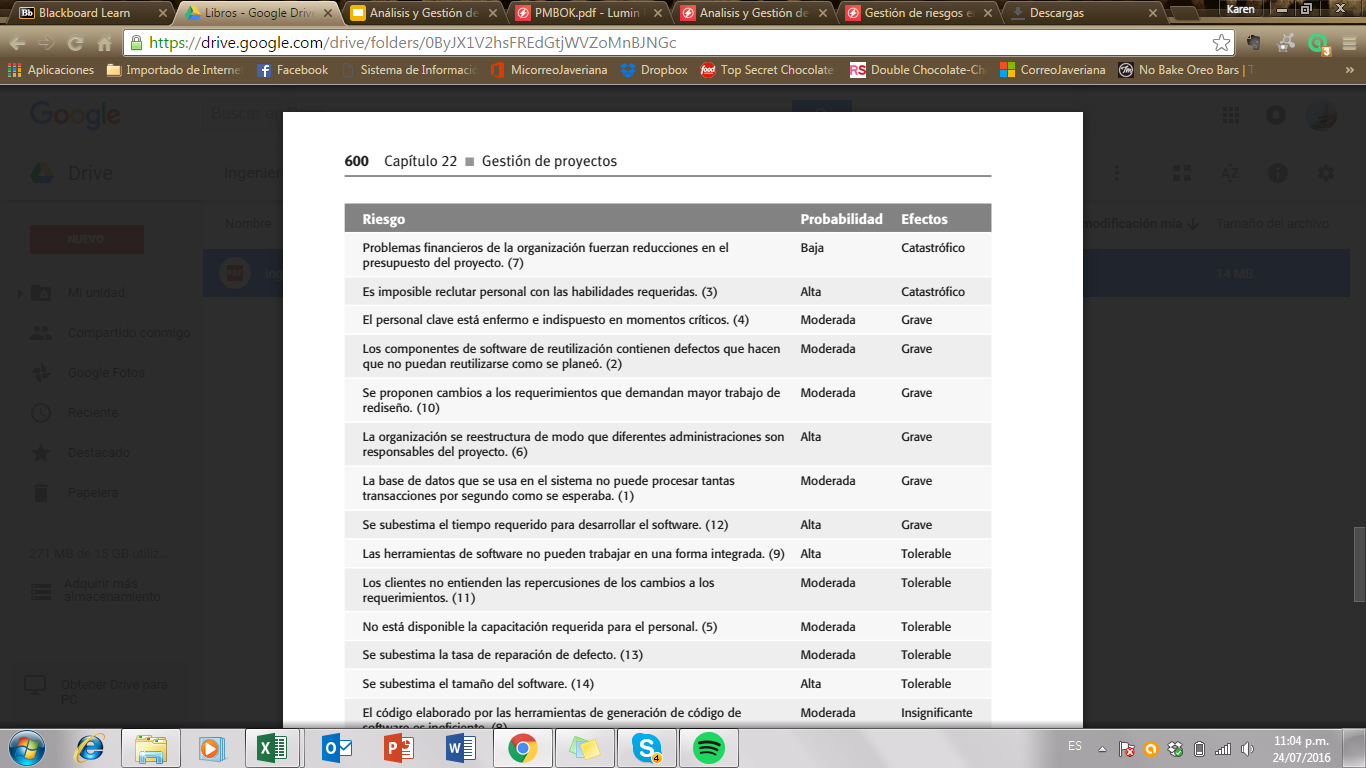 Blackboard Learn
Libros - Google Drive
Análisis y Gestión de
PMBOK.pdf - Lumin
Analisis y Gestión de
Gestión de riesgos e
Descargas
Karen
https://drive.google.com/drive/folders/0ByJX1V2hsFREdGtjWVZoMnBJNGc
3
Aplicaciones
Importado de Interne
Facebook
Sistema de Informaci
MicorreoJaveriana
Dropbox
Top Secret Chocolate
Double Chocolate-Ch
CorreoJaveriana
No Bake Oreo Bars | T
»
Google
Buscar en
Drive
Ingenier
NUEVO
Nombre
modificación mía
Tamaño del archivo
Ing
14 MB
Mi unidad
Compartido conmigo
Google Fotos
Reciente
Destacado
Papelera
271 MB de 15 GB utiliz...
Adquirir más
almacenamiento
Obtener Drive para
PC
600 Capítulo 22 ■ Gestión de proyectos
Riesgo Probabilidad Efectos
Problemas financieros de la organización fuerzan reducciones en el Baja Catastrófico
presupuesto del proyecto. (7)
Es imposible reclutar personal con las habilidades requeridas. (3) Alta Catastrófico
El personal clave está enfermo e indispuesto en momentos críticos. (4) Moderada Grave
Los componentes de software de reutilización contienen defectos que hacen Moderada Grave
que no puedan reutilizarse como se planeó. (2)
Se proponen cambios a los requerimientos que demandan mayor trabajo de Moderada Grave
rediseño. (10)
La organización se reestructura de modo que diferentes administraciones son Alta Grave
responsables del proyecto. (6)
La base de datos que se usa en el sistema no puede procesar tantas Moderada Grave
transacciones por segundo como se esperaba. (1)
Se subestima el tiempo requerido para desarrollar el software. (12) Alta Grave
Las herramientas de software no pueden trabajar en una forma integrada. (9) Alta Tolerable
Los clientes no entienden las repercusiones de los cambios a los Moderada Tolerable
requerimientos. (11)
No está disponible la capacitación requerida para el personal. (5) Moderada Tolerable
Se subestima la tasa de reparación de defecto. (13) Moderada Tolerable
Se subestima el tamaño del software. (14) Alta Tolerable
El código elaborado por las herramientas de generación de código de Moderada Insignificante
software es ineficiente. (8)
ES
11:04 p.m.
24/07/2016